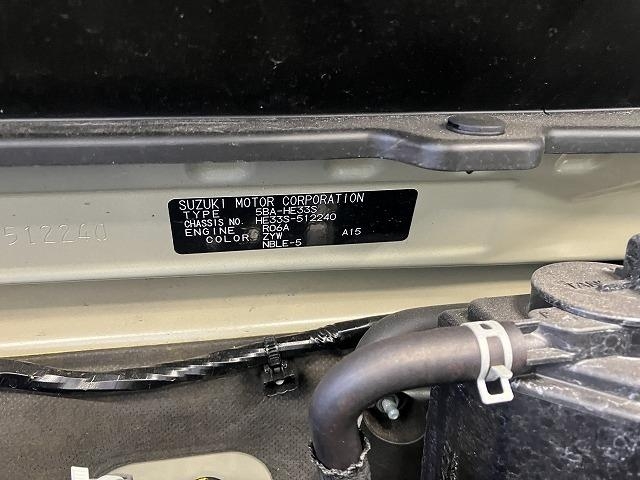 SUZUKI MOTOR CORPORATION
TYPE 5BA-HE33S
CHASSIS NO. HE33S-512240
ENGINE R06A A15
COLOR ZYW
NBLE-5
512240